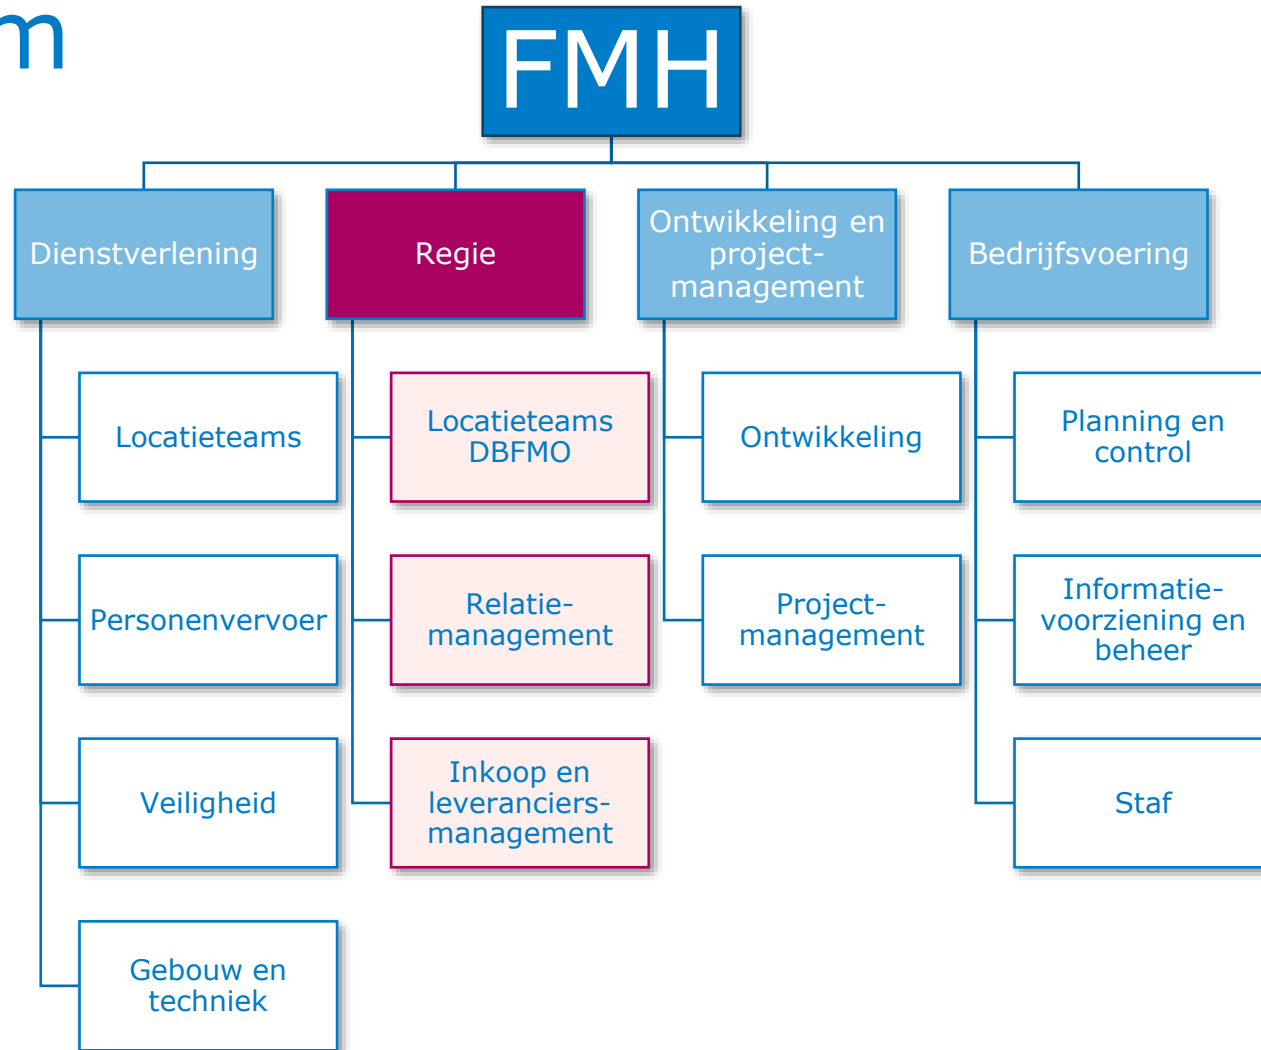 m
FMH
Dienstverlening
Regie
Ontwikkeling en
project-
management
Bedrijfsvoering
Locatieteams
Locatieteams
DBFMO
Ontwikkeling
Planning en
control
Personenvervoer
Relatie-
management
Project-
management
Informatie-
voorziening en
beheer
Veiligheid
Inkoop en
leveranciers-
management
Staf
Gebouw en
techniek